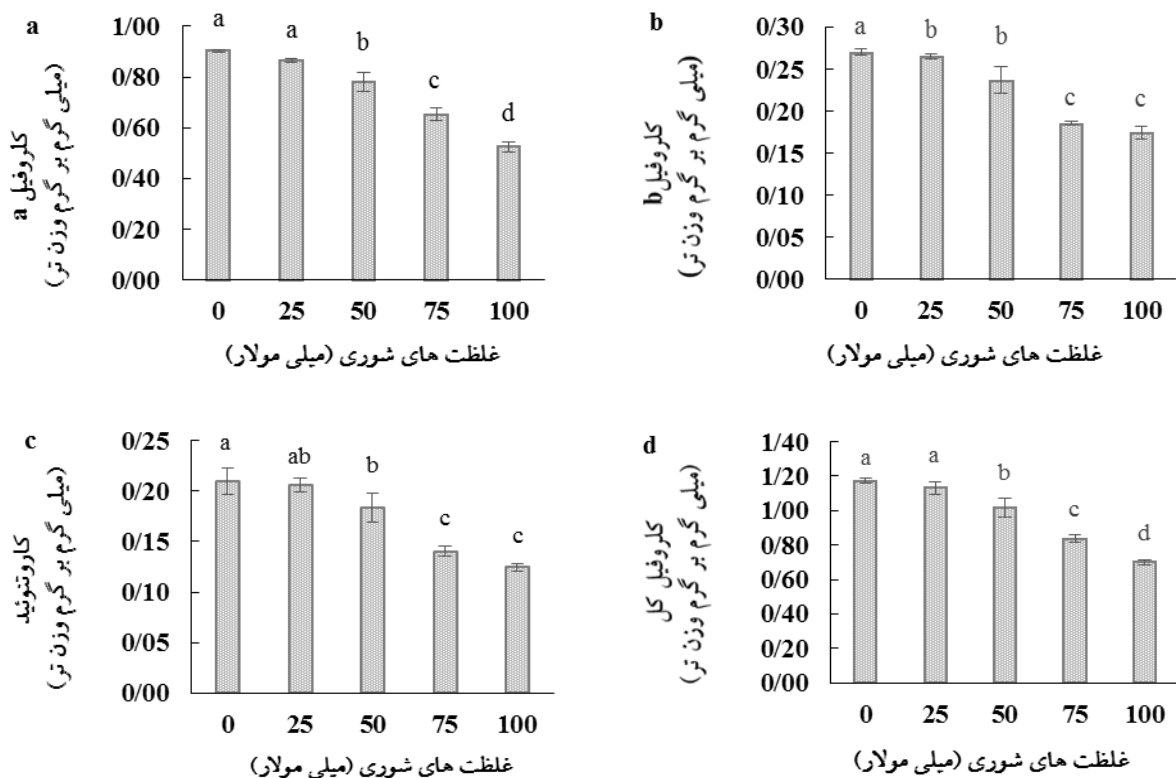 a
a
a
b
c
d
1/00
0/80
0/60
0/40
0/20
0/00
کلروفیل a
(میلی گرم بر گرم وزن تر)
0 25 50 75 100
غلظت های شوری (میلی مولار)
b
a
b
b
c
c
0/30
0/25
0/20
0/15
0/10
0/05
0/00
کلروفیل b
(میلی گرم بر گرم وزن تر)
0 25 50 75 100
غلظت های شوری (میلی مولار)
c
a
ab
b
c
c
0/25
0/20
0/15
0/10
0/05
0/00
کاروتنوئید
(میلی گرم بر گرم وزن تر)
0 25 50 75 100
غلظت های شوری (میلی مولار)
d
a
a
b
c
d
1/40
1/20
1/00
0/80
0/60
0/40
0/20
0/00
کلروفیل کل
(میلی گرم بر گرم وزن تر)
0 25 50 75 100
غلظت های شوری (میلی مولار)